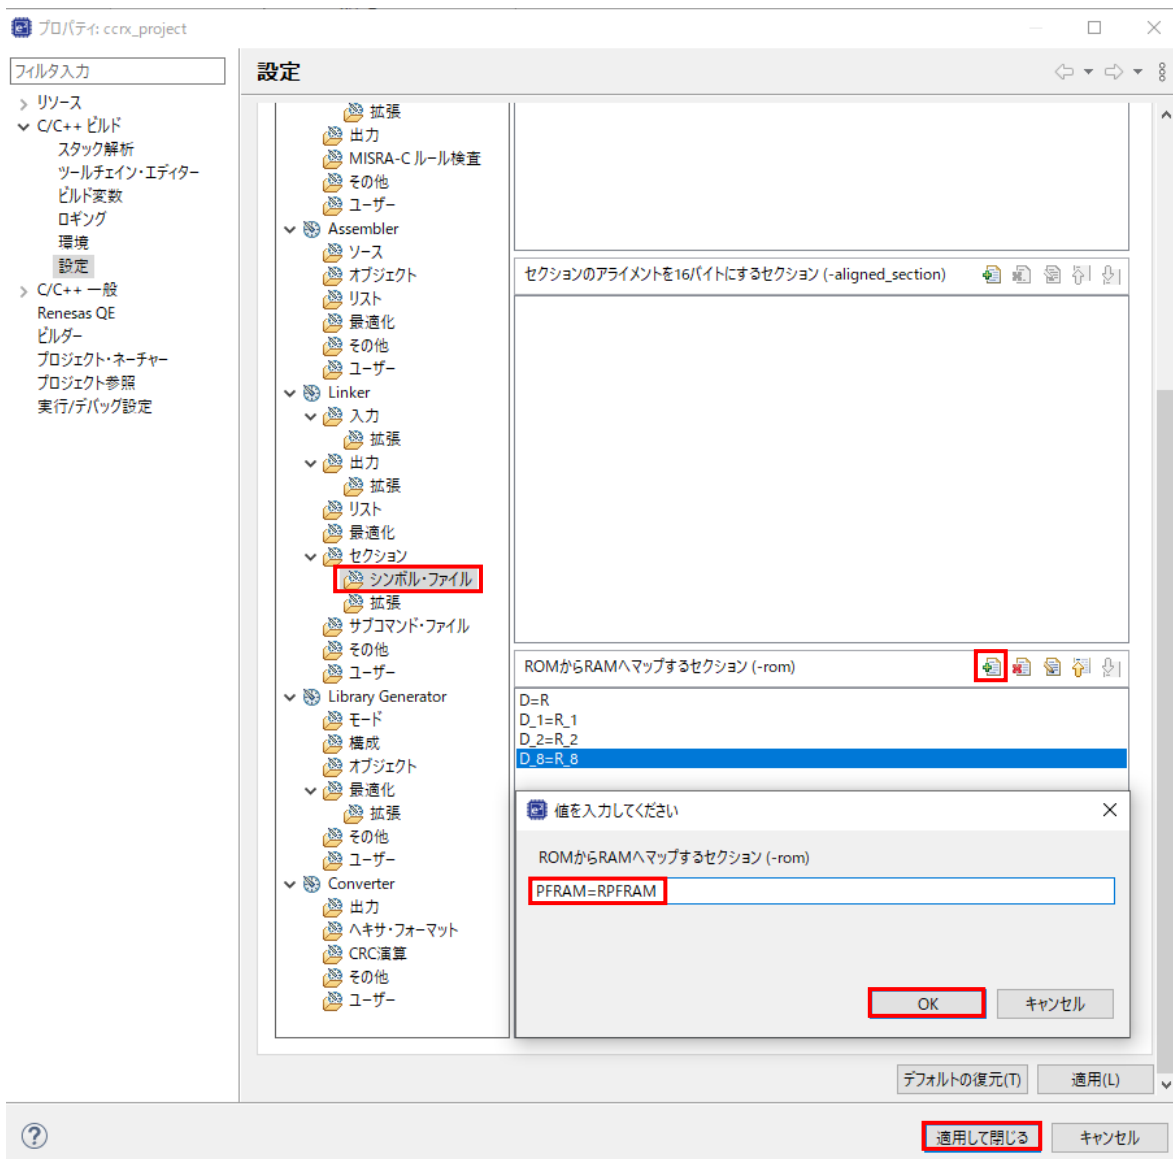 プロパティ: ccrx_project
フィルタ入力
設定
リソース
C/C++ ビルド
スタック解析
ツールチェイン・エディター
ビルド変数
ロギング
環境
設定
C/C++ 一般
Renesas QE
ビルダー
プロジェクト・ネーチャー
プロジェクト参照
実行/デバッグ設定
拡張
出力
MISRA-C ルール検査
その他
ユーザー
Assembler
ソース
オブジェクト
リスト
最適化
その他
ユーザー
Linker
入力
拡張
出力
拡張
リスト
最適化
セクション
シンボル・ファイル
拡張
サブコマンド・ファイル
その他
ユーザー
Library Generator
モード
構成
オブジェクト
最適化
拡張
その他
ユーザー
Converter
出力
ヘキサ・フォーマット
CRC演算
その他
ユーザー
セクションのアライメントを16バイトにするセクション (-aligned_section)
ROMからRAMへマップするセクション (-rom)
D=R
D_1=R_1
D_2=R_2
D_8=R_8
値を入力してください
ROMからRAMへマップするセクション (-rom)
PFRAM=RPFRAM
OK
キャンセル
デフォルトの復元(T)
適用(L)
適用して閉じる
キャンセル